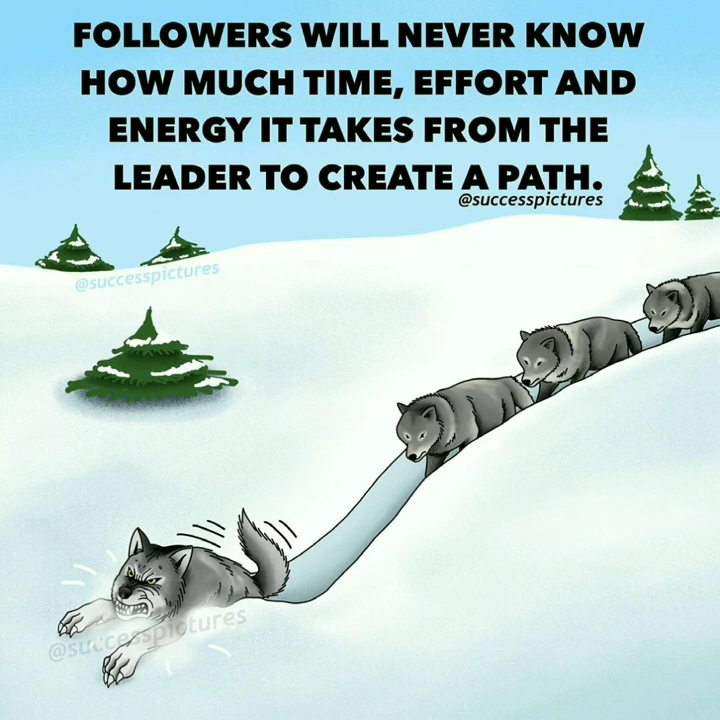 FOLLOWERS WILL NEVER KNOW
HOW MUCH TIME, EFFORT AND
ENERGY IT TAKES FROM THE
LEADER TO CREATE A PATH.
@successpictures
@successpictures
@successpictures